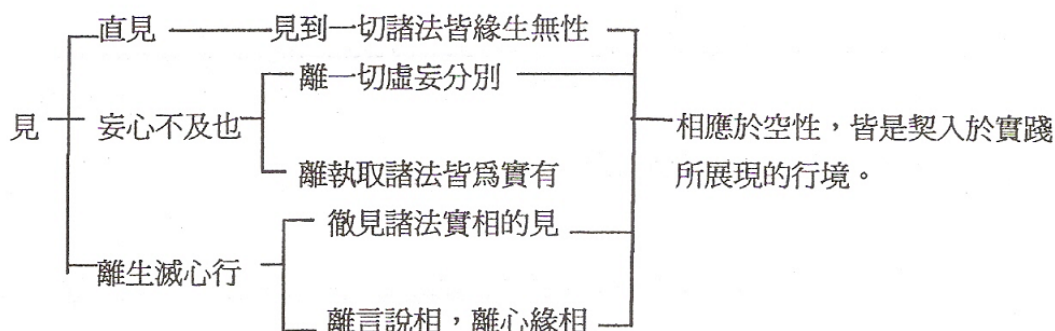 直見 見到一切諸法皆緣生無性
離一切虛妄分別
見 妄心不及也 相應於空性，皆是契入於實踐
離執取諸法皆爲實有 所展現的行境。
徹見諸法實相的見
離生滅心行
離言說相，離心緣相